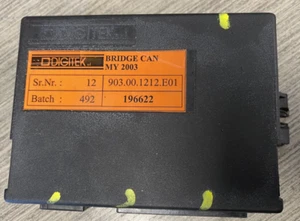 DIGITEK
BRIDGE CAN
MY 2003
Sr.Nr: 12 903.00.1212.E01
Batch : 492 196622